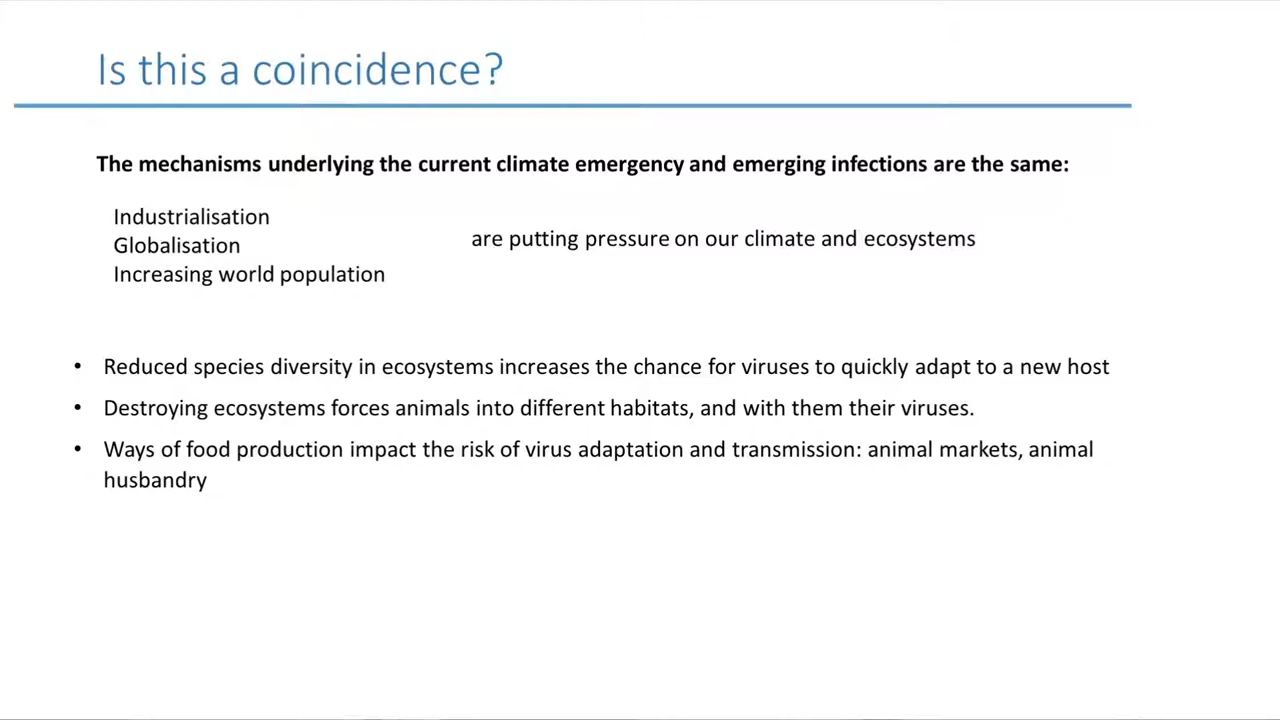 Is this a coincidence?
The mechanisms underlying the current climate emergency and emerging infections are the same:
Industrialisation
Globalisation
Increasing world population
are putting pressure on our climate and ecosystems
• Reduced species diversity in ecosystems increases the chance for viruses to quickly adapt to a new host
• Destroying ecosystems forces animals into different habitats, and with them their viruses.
• Ways of food production impact the risk of virus adaptation and transmission: animal markets, animal
husbandry